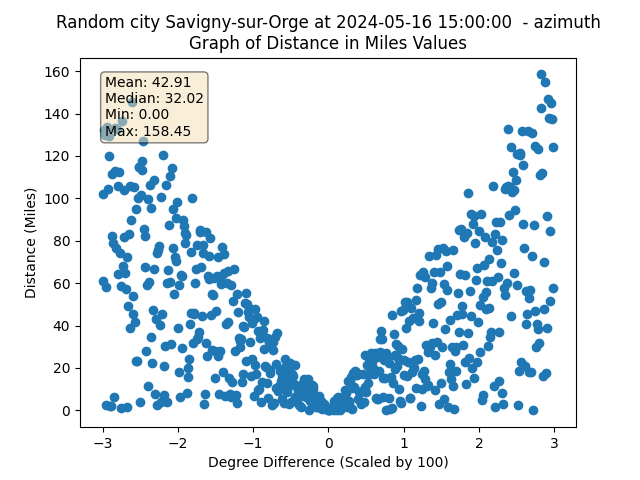 Random city Savigny-sur-Orge at 2024-05-16 15:00:00 - azimuth
Graph of Distance in Miles Values
Mean: 42.91
Median: 32.02
Min: 0.00
Max: 158.45
160
140
120
100
80
60
40
20
0
Distance (Miles)
−3 −2 −1 0 1 2 3
Degree Difference (Scaled by 100)